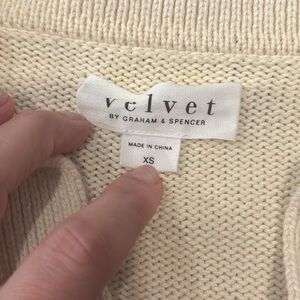 velvet
BY GRAHAM & SPENCER
MADE IN CHINA
XS